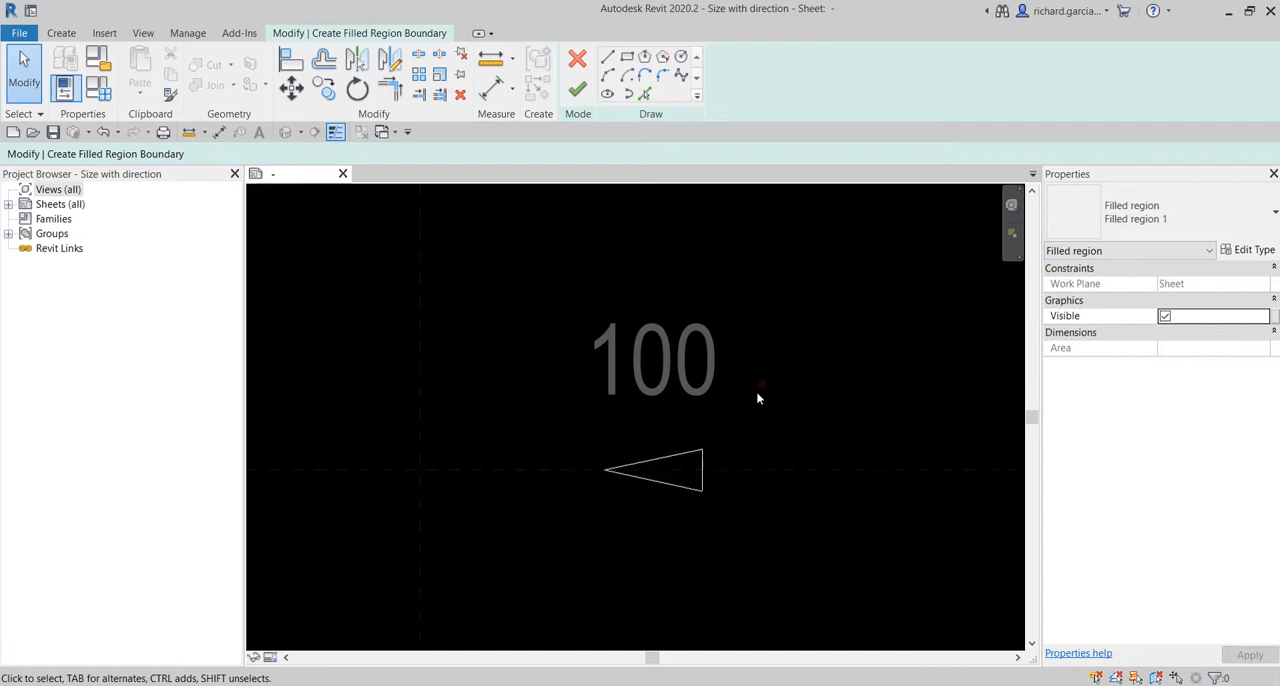 Autodesk Revit 2020.2 - Size with direction - Sheet:  -
richard.garcia...
File Create Insert View Manage Add-Ins Modify | Create Filled Region Boundary
Modify
Paste
Cut
Join
Select Properties Clipboard Geometry Modify Measure Create Mode Draw
Modify | Create Filled Region Boundary
Project Browser - Size with direction
-
Properties
Views (all)
Sheets (all)
Families
Groups
Revit Links
Filled region
Filled region 1
Filled region
Edit Type
Constraints
Work Plane Sheet
Graphics
Visible
Dimensions
Area
100
Properties help
Apply
Click to select, TAB for alternates, CTRL adds, SHIFT unselects.
:0